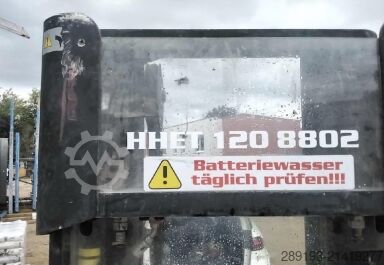 HHET 120 8802
Batteriewasser
täglich prüfen!!!